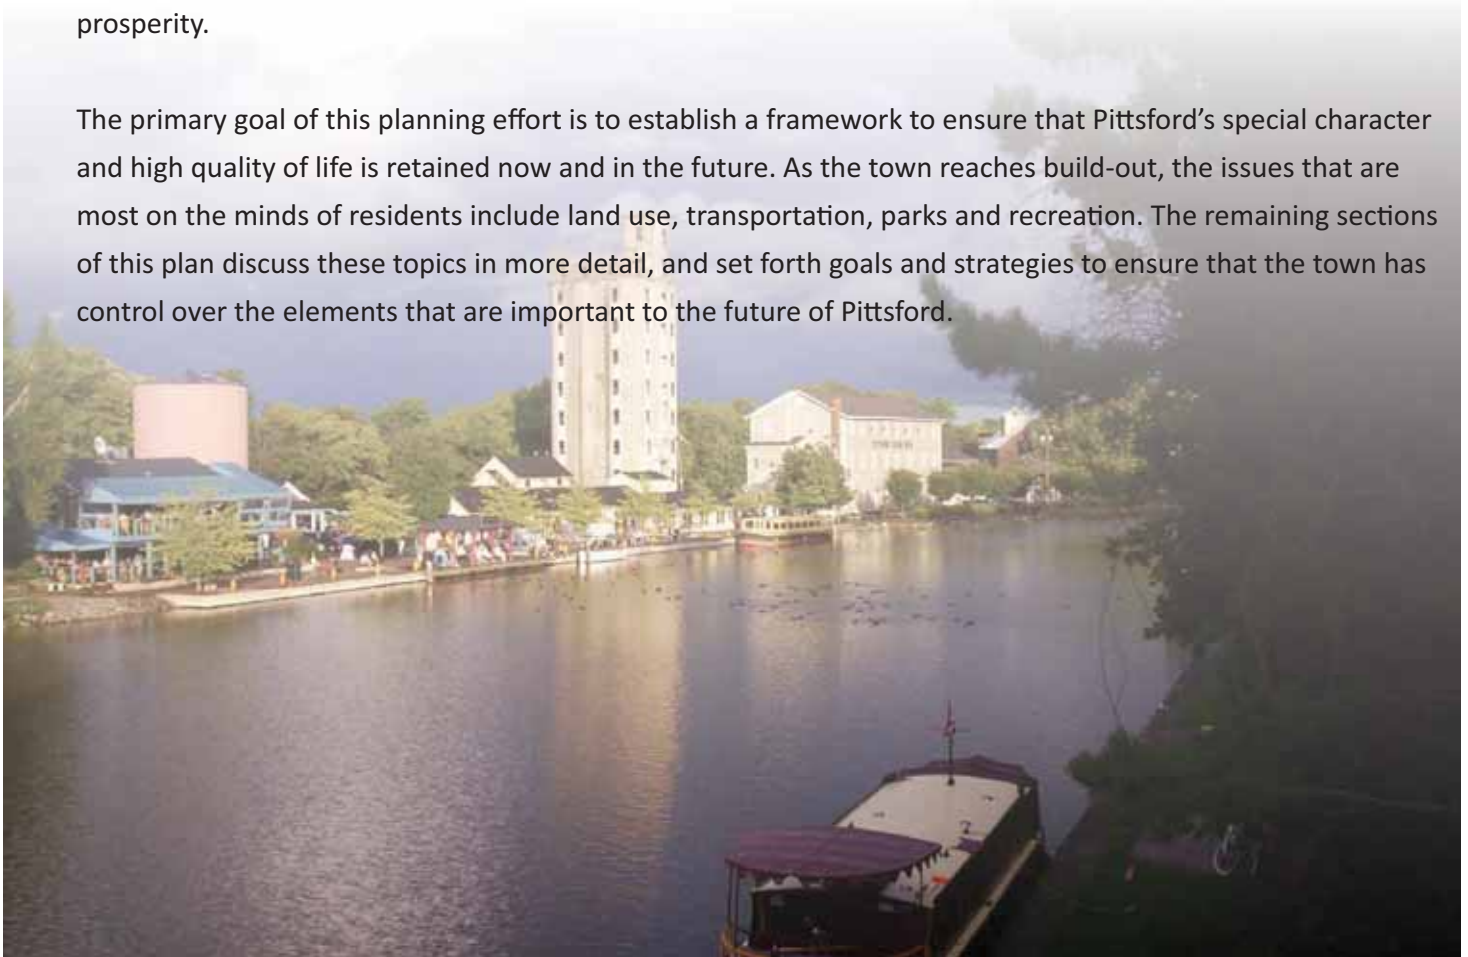 prosperity.
The primary goal of this planning effort is to establish a framework to ensure that Pittsford’s special character
and high quality of life is retained now and in the future. As the town reaches build-out, the issues that are
most on the minds of residents include land use, transportation, parks and recreation. The remaining sections
of this plan discuss these topics in more detail, and set forth goals and strategies to ensure that the town has
control over the elements that are important to the future of Pittsford.